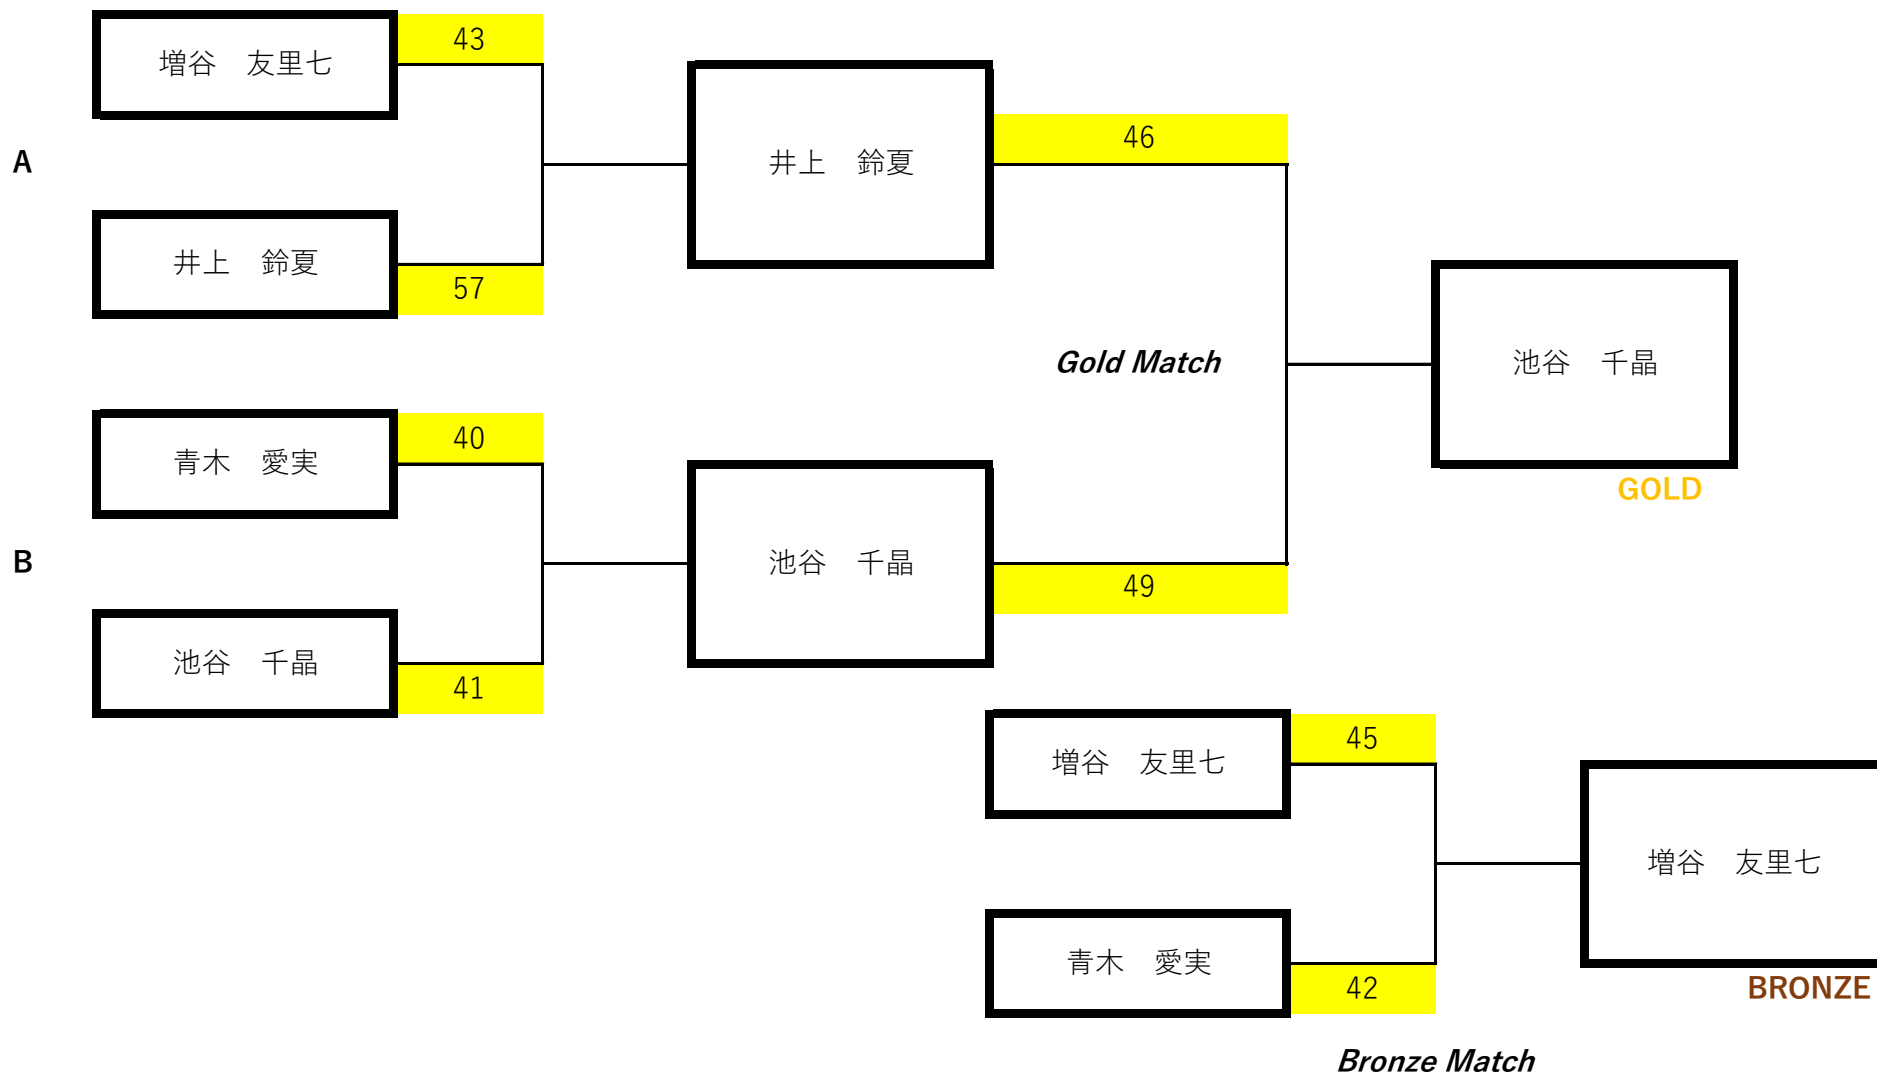 43
増谷　友里七
A
井上　鈴夏
46
井上　鈴夏
57
Gold Match
池谷　千晶
GOLD
40
青木　愛実
B
池谷　千晶
49
池谷　千晶
41
45
増谷　友里七
増谷　友里七
BRONZE
青木　愛実
42
Bronze Match